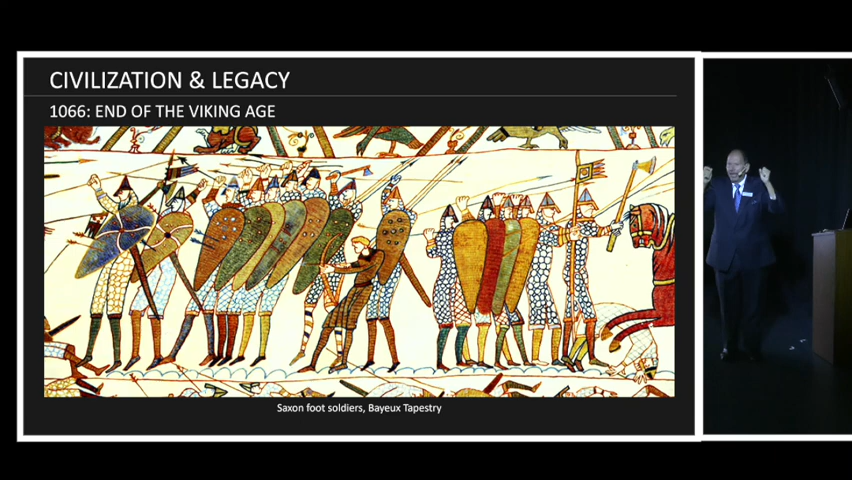 CIVILIZATION & LEGACY
1066: END OF THE VIKING AGE
Saxon foot soldiers, Bayeux Tapestry